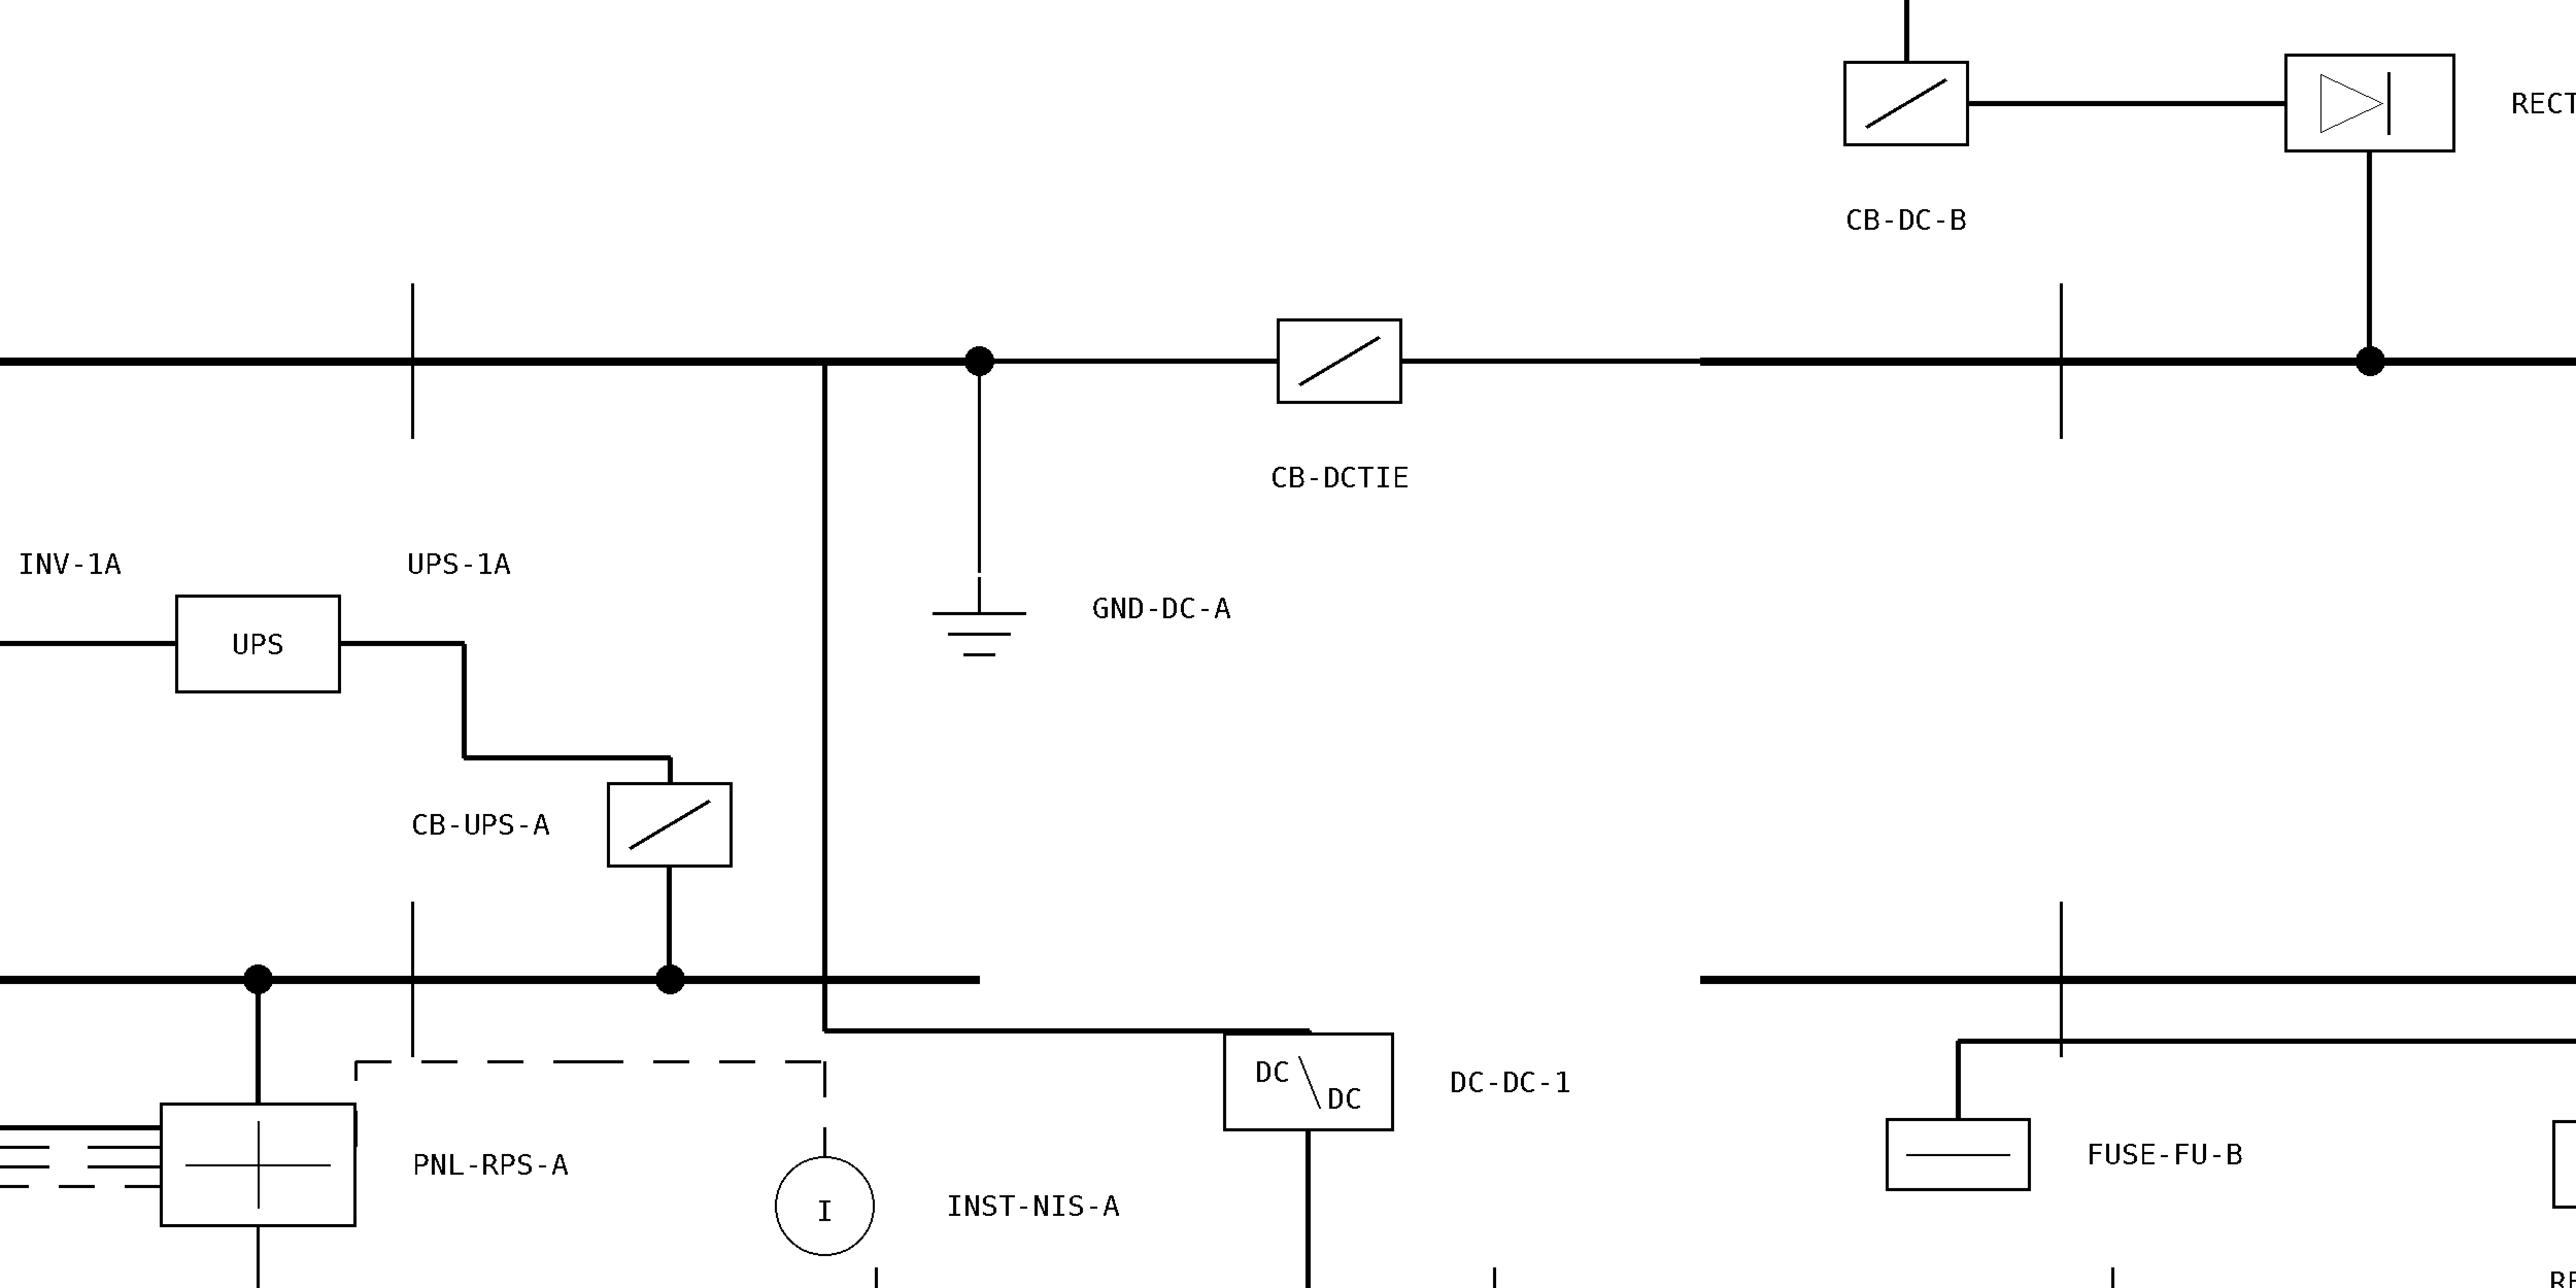 RECT
CB-DC-B
CB-DCTIE
INV-1A
UPS-1A
GND-DC-A
UPS
CB-UPS-A
DC
DC
DC-DC-1
PNL-RPS-A
FUSE-FU-B
INST-NIS-A
I